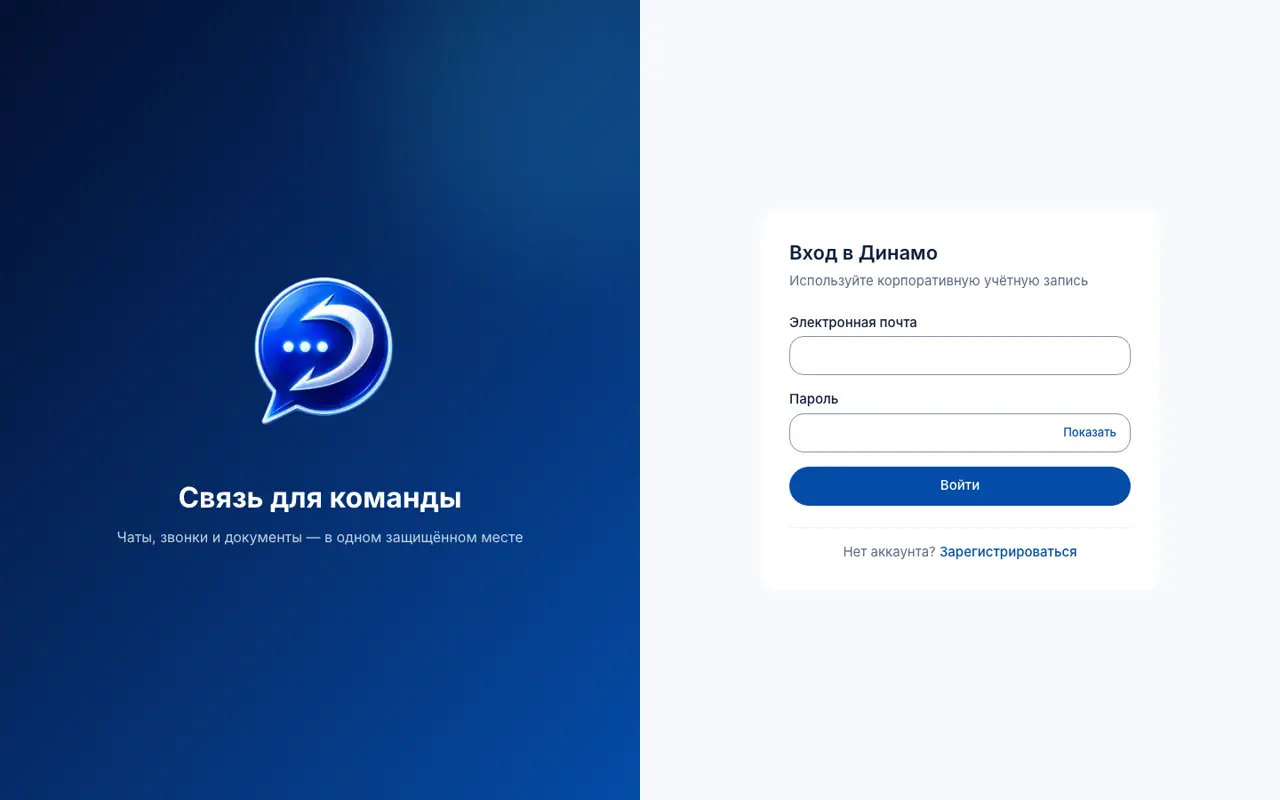 Связь для команды
Чаты, звонки и документы — в одном защищённом месте
Вход в Динамо
Используйте корпоративную учётную запись
Электронная почта
Пароль
Показать
Войти
Нет аккаунта? Зарегистрироваться